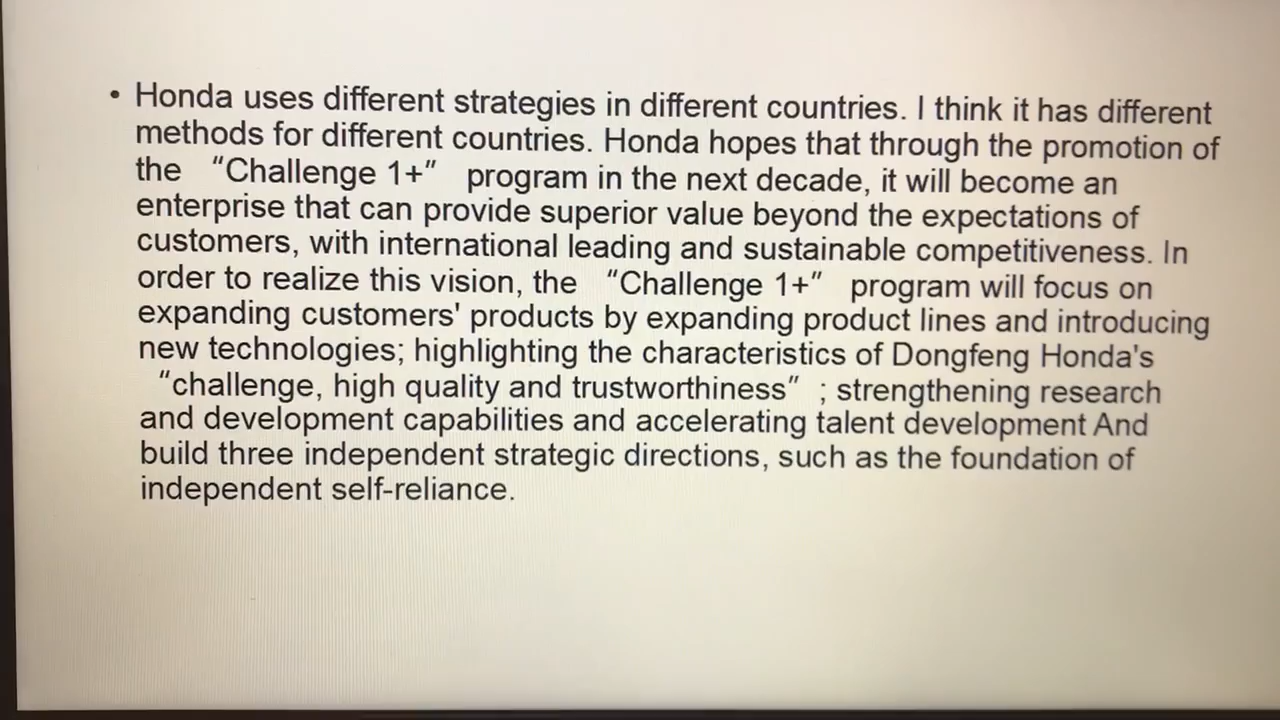 • Honda uses different strategies in different countries. I think it has different
methods for different countries. Honda hopes that through the promotion of
the “Challenge 1+” program in the next decade, it will become an
enterprise that can provide superior value beyond the expectations of
customers, with international leading and sustainable competitiveness. In
order to realize this vision, the “Challenge 1+” program will focus on
expanding customers' products by expanding product lines and introducing
new technologies; highlighting the characteristics of Dongfeng Honda's
“challenge, high quality and trustworthiness” ; strengthening research
and development capabilities and accelerating talent development And
build three independent strategic directions, such as the foundation of
independent self-reliance.